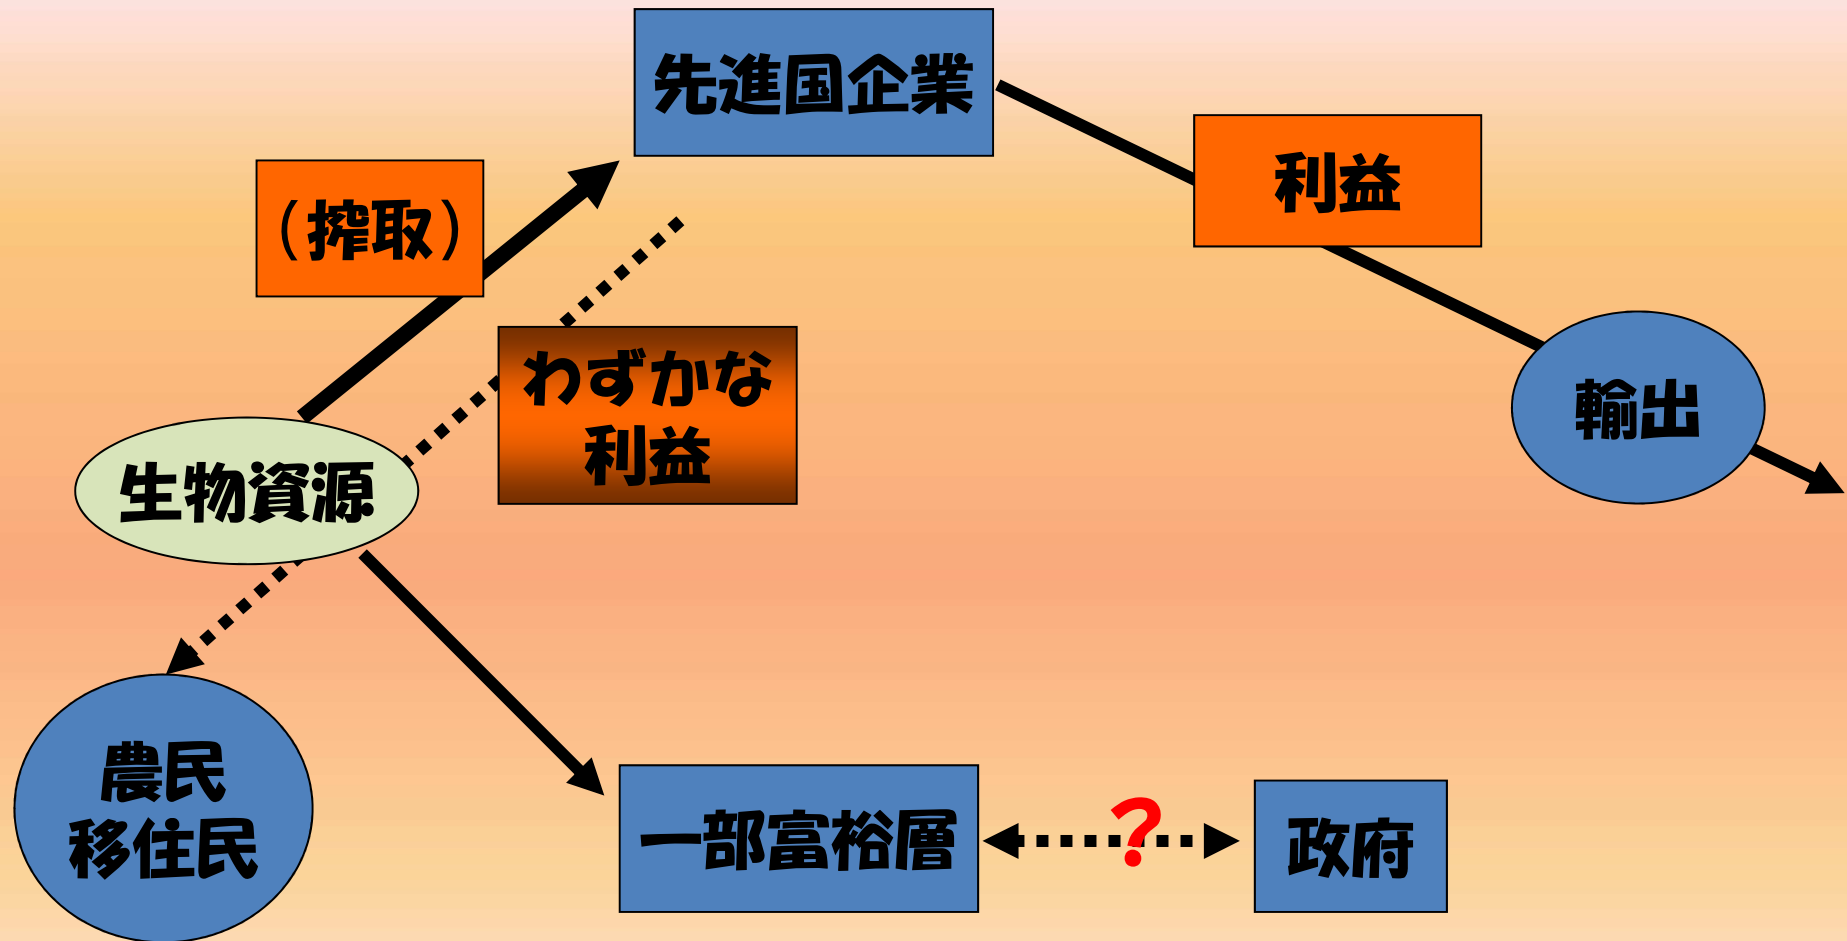 先進国企業
利益
(搾取)
わずかな
利益
輸出
生物資源
農民
移住民
一部富裕層
?
政府